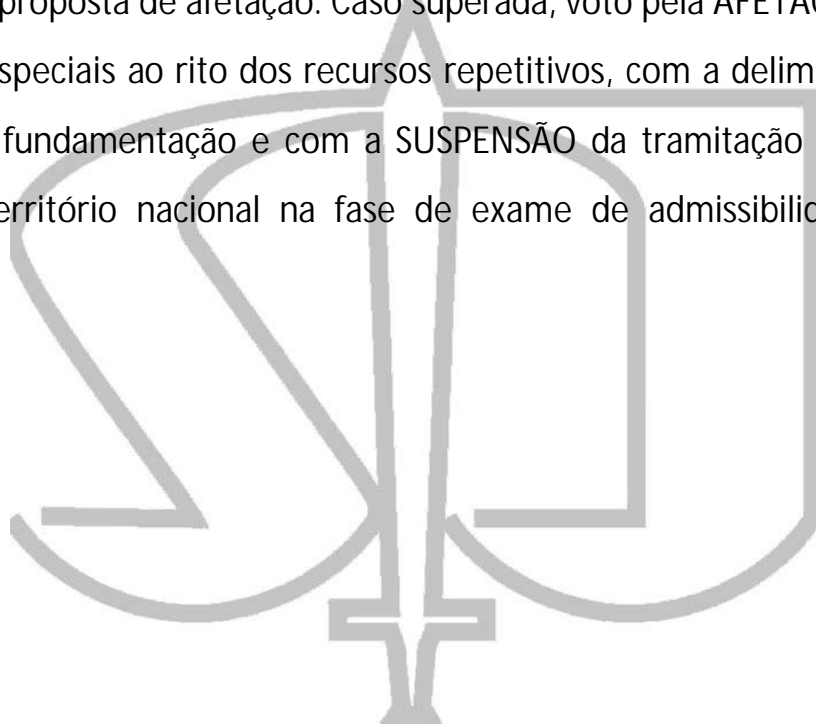 proposta de afetação. Caso superada, voto pela AFETAÇ
speciais ao rito dos recursos repetitivos, com a delim
fundamentação e com a SUSPENSÃO da tramitação
erritório nacional na fase de exame de admissibilid